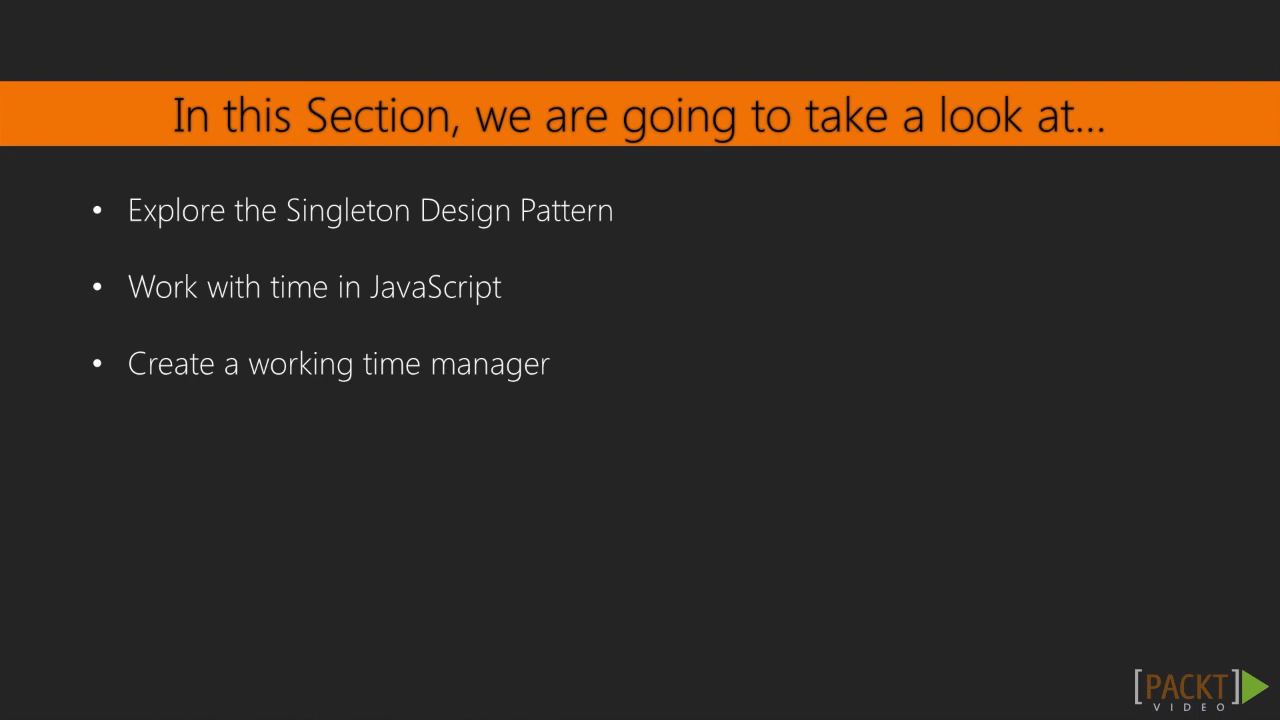 In this Section, we are going to take a look at...
• Explore the Singleton Design Pattern
• Work with time in JavaScript
• Create a working time manager
[PACKT]
VIDEO